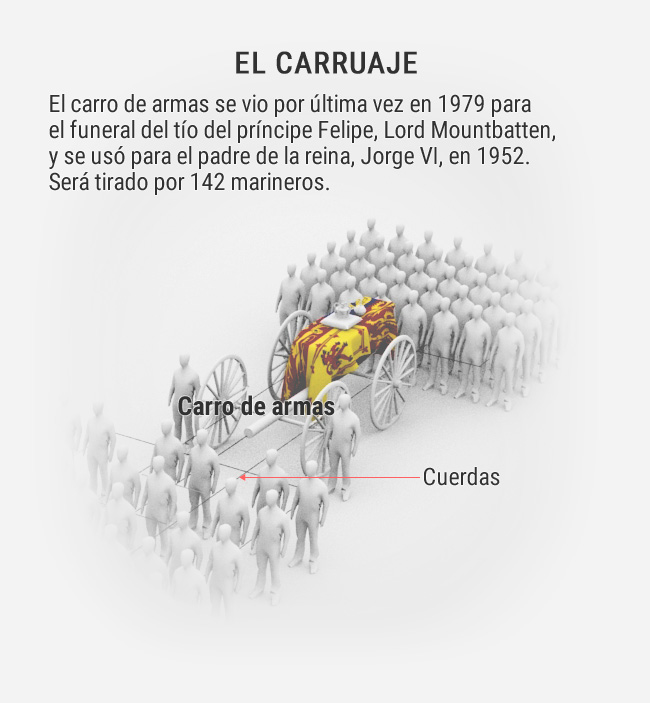 EL CARRUAJE
El carro de armas se vio por última vez en 1979 para
el funeral del tío del príncipe Felipe, Lord Mountbatten,
y se usó para el padre de la reina, Jorge VI, en 1952.
Será tirado por 142 marineros.
Carro de armas
Cuerdas